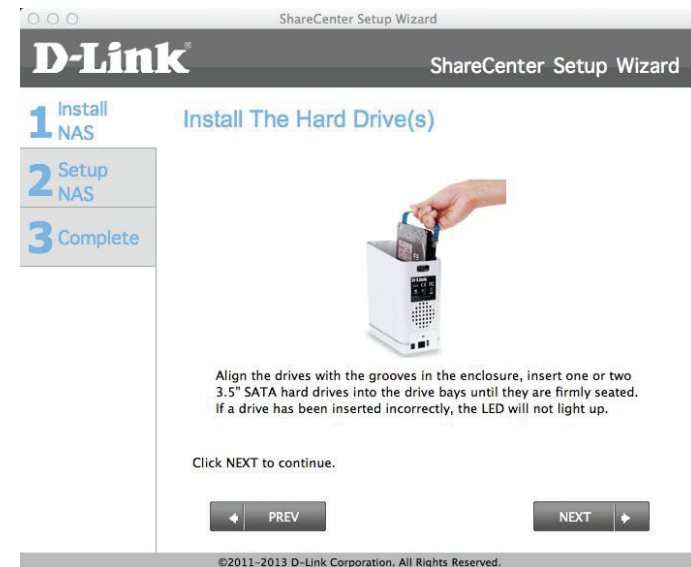 ShareCenter Setup Wizard
D-Link®
ShareCenter Setup Wizard
1 Install
NAS
2 Setup
NAS
3 Complete
Install The Hard Drive(s)
D-Link
Align the drives with the grooves in the enclosure, insert one or two
3.5” SATA hard drives into the drive bays until they are firmly seated.
If a drive has been inserted incorrectly, the LED will not light up.
Click NEXT to continue.
PREV
NEXT
©2011-2013 D-Link Corporation. All Rights Reserved.